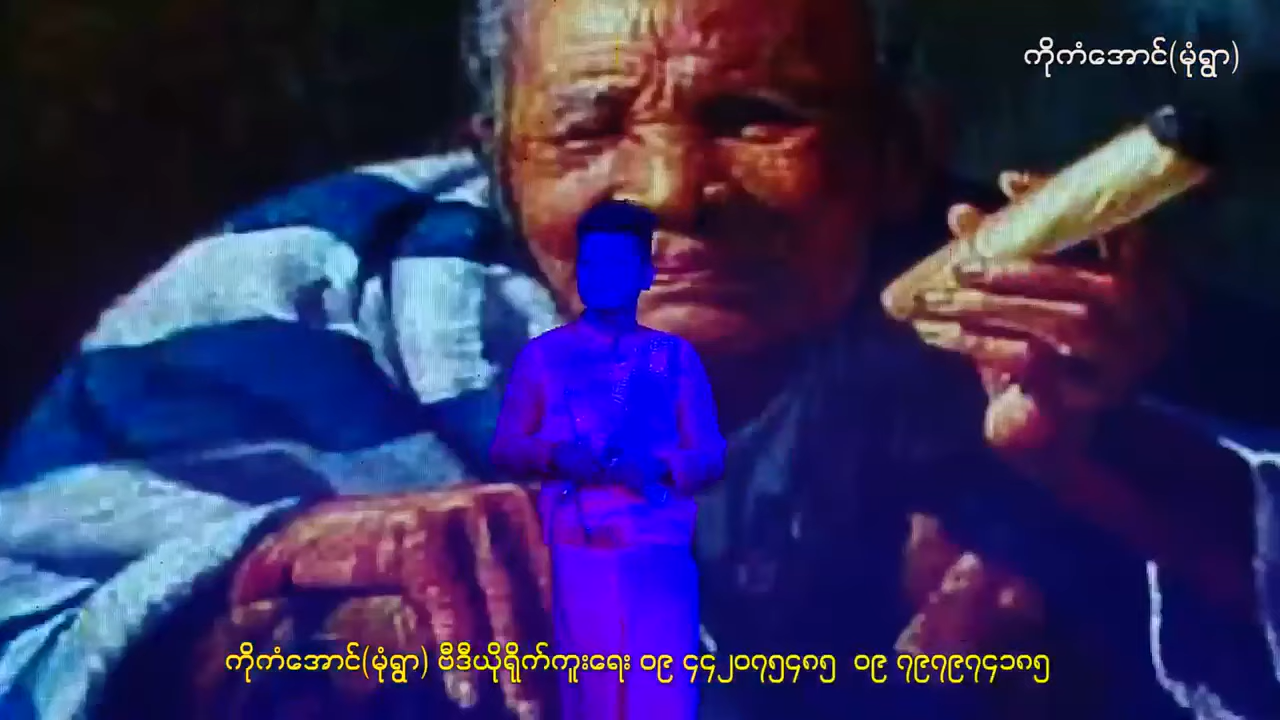 ကိုကံအောင်(မုံရွာ)
ကိုကံအောင်(မုံရွာ) ဗီဒီယိုရိုက်ကူးရေး ၀၉ ၄၄၂၀၇၅၄၈၅ ၀၉ ၇၉၇၉၇၄၁၈၅